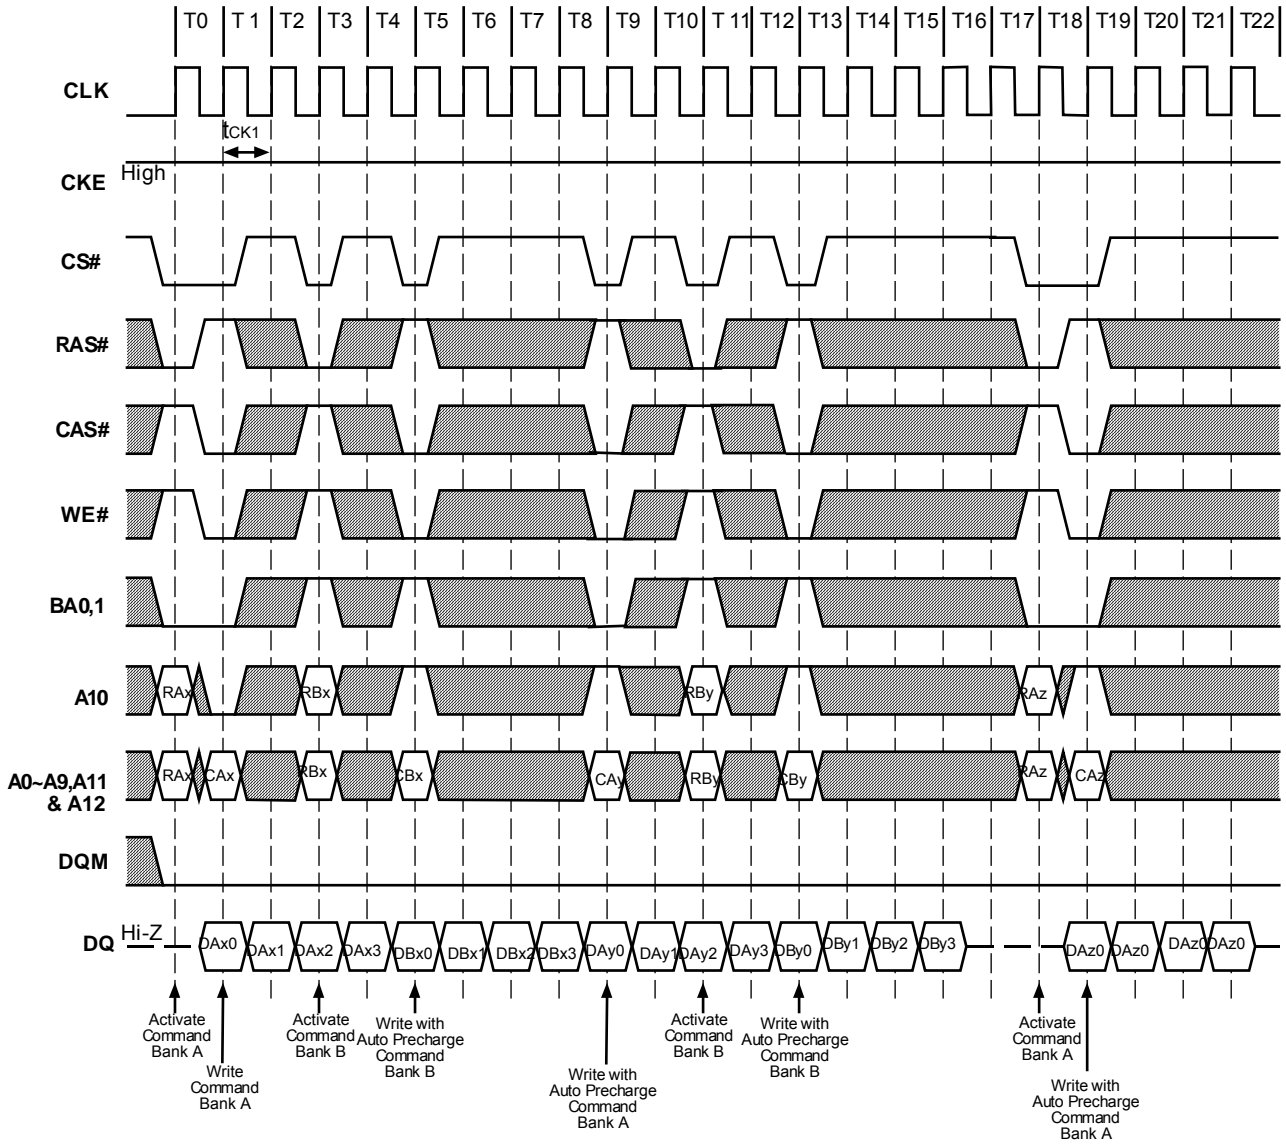 T0 T 1 T2 T3 T4 T5 T6 T7 T8 T9 T10 T 11 T12 T13 T14 T15 T16 T17 T18 T19 T20 T21 T22
CLK
tCK1
High
CKE
CS#
RAS#
CAS#
WE#
BA0,1
A10
RAx RBx RBy RAz
A0~A9,A11
& A12
RAx CAx RBx CBx CAy RBy CBy RAz CAz
DQM
DQ Hi-Z
DAx0 DAx1 DAx2 DAx3 DBx0 DBx1 DBx2 DBx3 DAy0 DAy1 DAy2 DAy3 DBy0 DBy1 DBy2 DBy3 DAz0 DAz0 DAz0 DAz0
Activate
Command
Bank A
Write
Command
Bank A
Activate
Command
Bank B
Write with
Auto Precharge
Command
Bank B
Write with
Auto Precharge
Command
Bank A
Activate
Command
Bank B
Write with
Auto Precharge
Command
Bank B
Activate
Command
Bank A
Write with
Auto Precharge
Command
Bank A